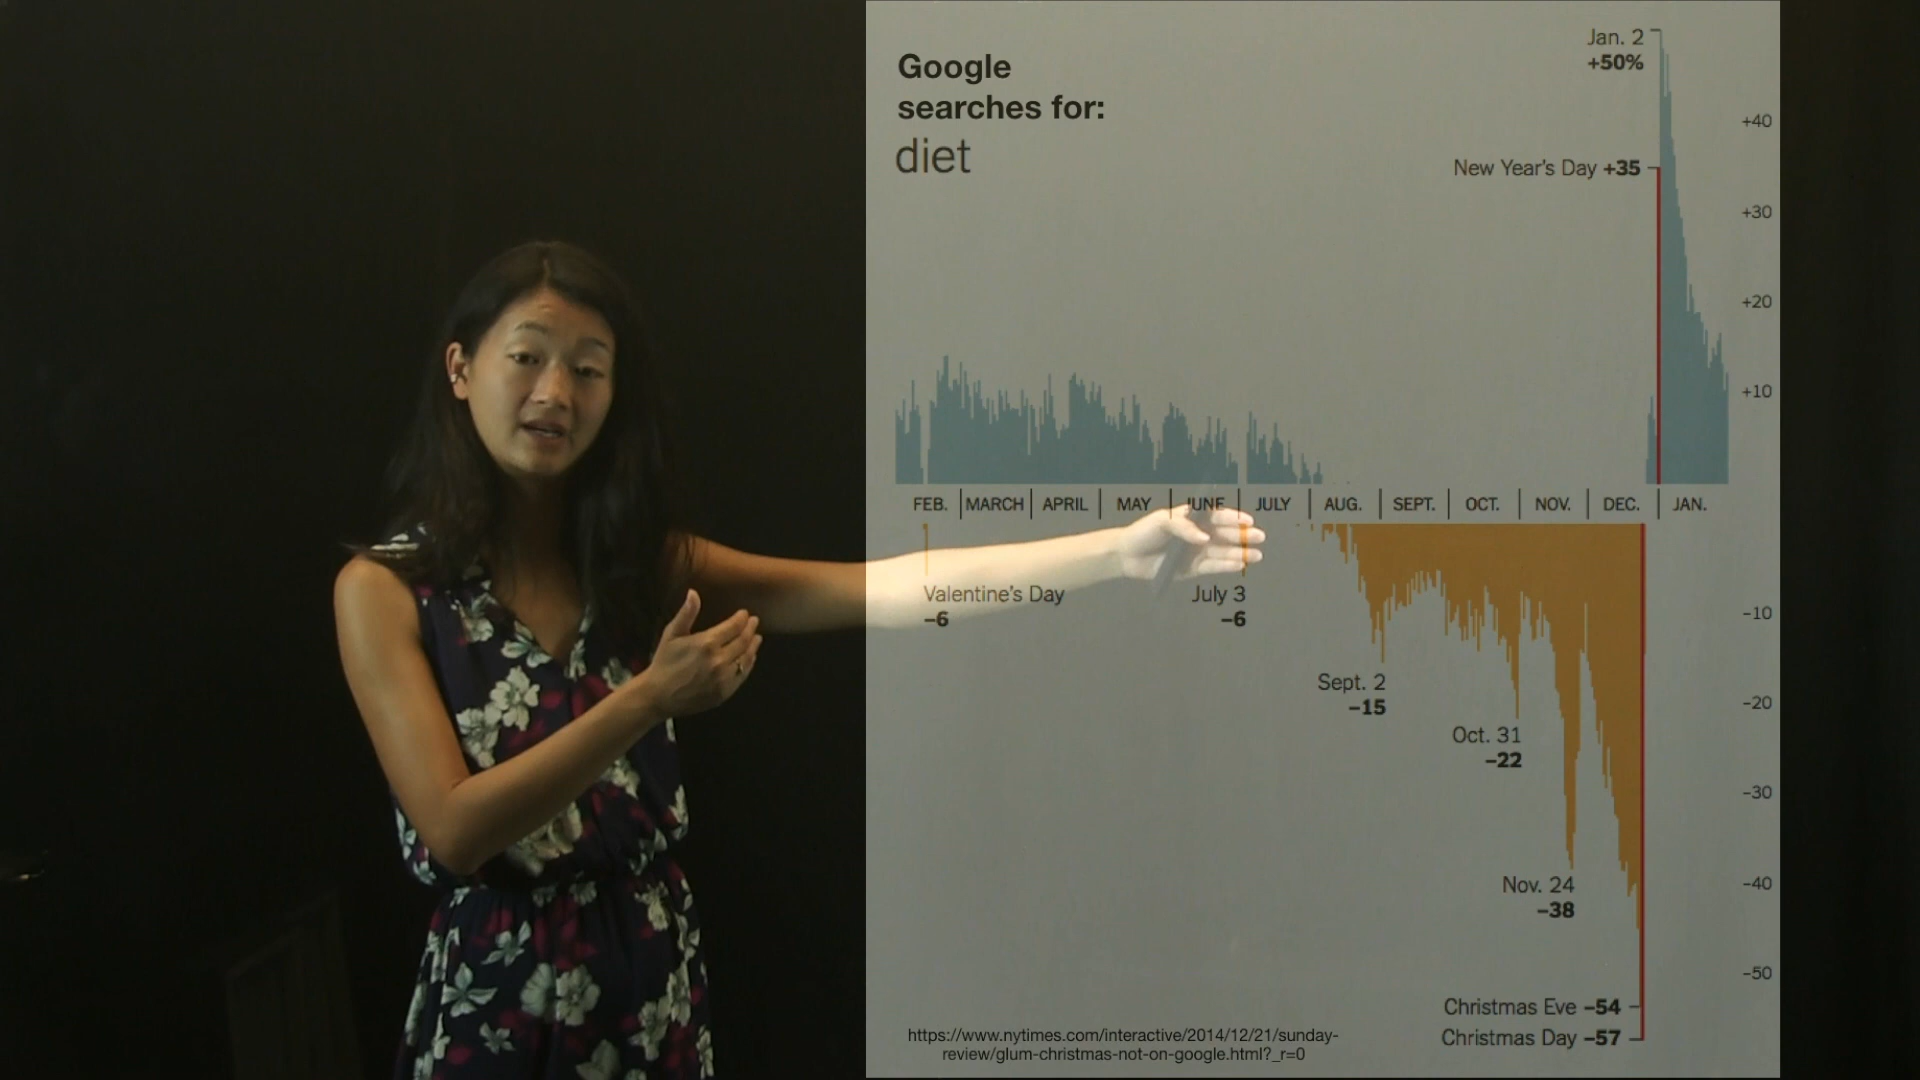 Google
searches for:
diet
Jan. 2
+50%
+40
New Year's Day +35
+30
+20
+10
FEB. MARCH APRIL MAY JUNE JULY AUG. SEPT. OCT. NOV. DEC. JAN.
Valentine's Day
–6
July 3
–6
–10
Sept. 2
–15
–20
Oct. 31
–22
–30
–40
Nov. 24
–38
–50
Christmas Eve –54
Christmas Day –57
https://www.nytimes.com/interactive/2014/12/21/sunday-
review/glum-christmas-not-on-google.html?_r=0